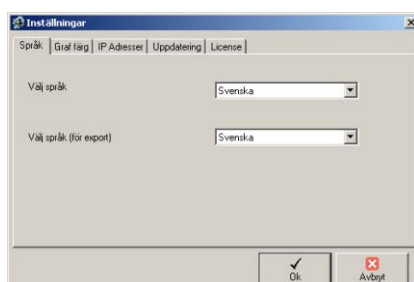 Inställningar
Språk Graf färg IP Adresser Uppdatering License
Välj språk Svenska
Välj språk (för export) Svenska
Ok Avbryt